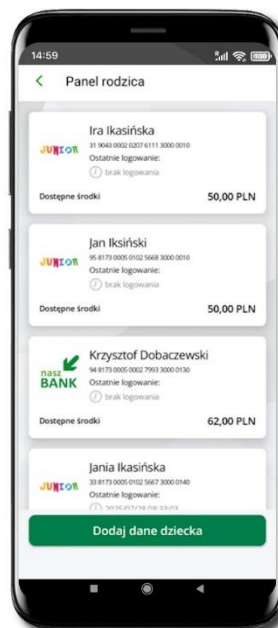 14:59
Panel rodzica
JUNIOR
Ira Ikasińska
31 9043 0002 0207 6111 3000 0010
Ostatnie logowanie:
brak logowania
Dostępne środki 50,00 PLN
JUNIOR
Jan Iksiński
95 8173 0005 0102 5668 3000 0010
Ostatnie logowanie:
brak logowania
Dostępne środki 50,00 PLN
nasz BANK
Krzysztof Dobaczewski
94 8173 0005 0002 7993 3000 0130
Ostatnie logowanie:
brak logowania
Dostępne środki 62,00 PLN
JUNIOR
Jania Ikasińska
33 8173 0005 0102 5667 3000 0140
Ostatnie logowanie:
Dodaj dane dziecka